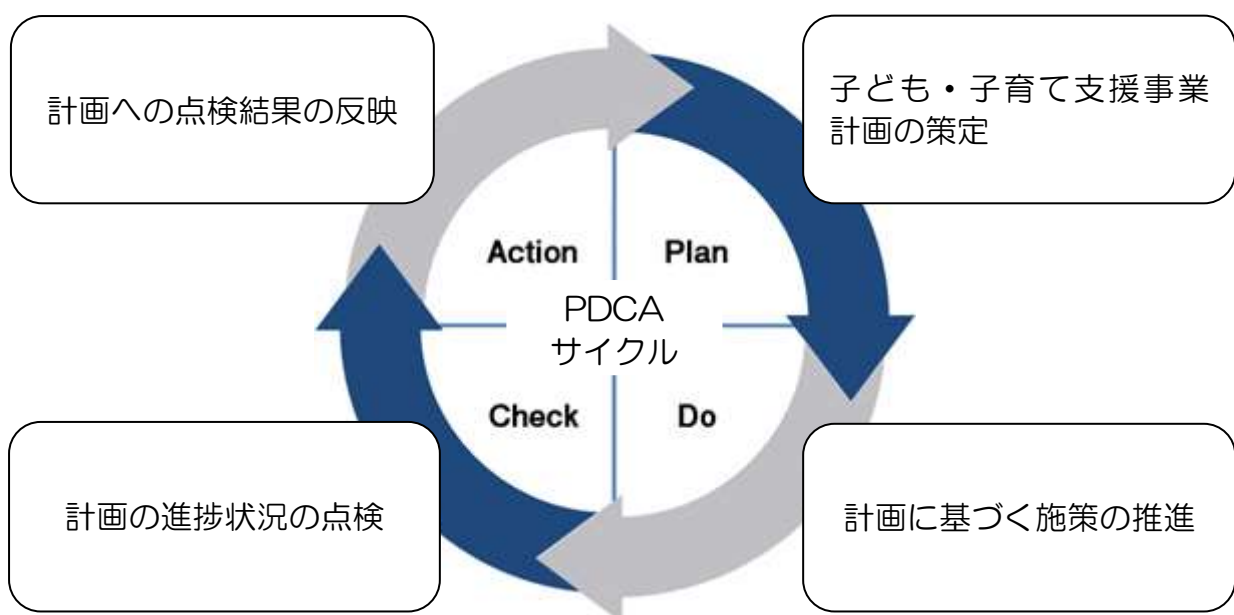 計画への点検結果の反映
子ども・子育て支援事業
計画の策定
Action
Plan
PDCA
サイクル
Check
Do
計画の進捗状況の点検
計画に基づく施策の推進